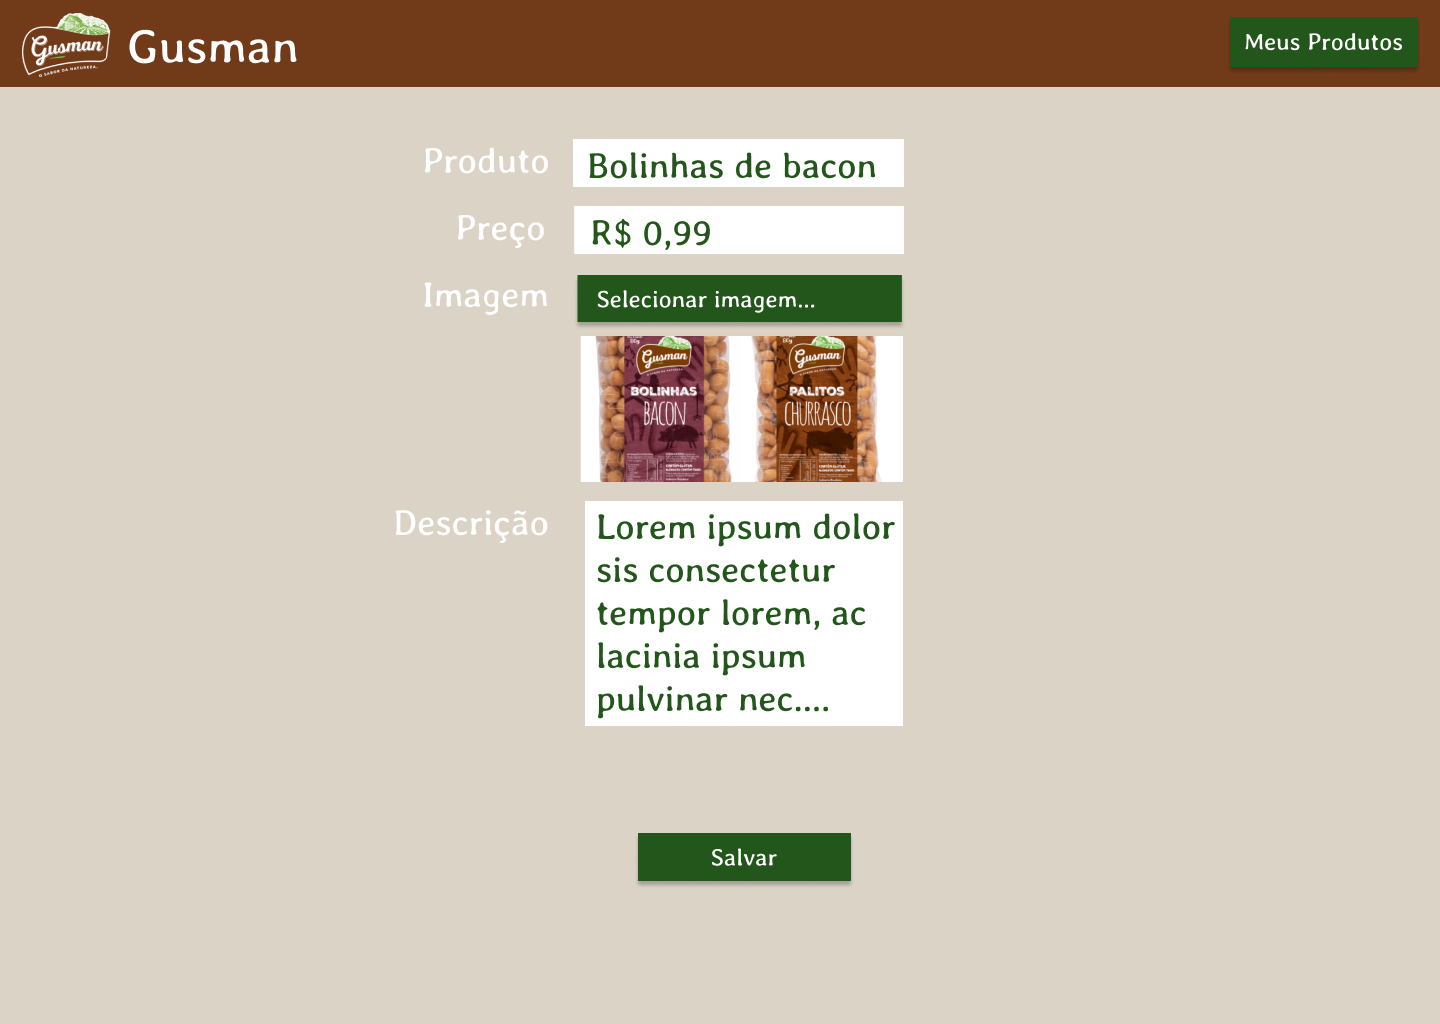 Gusman
O SABOR DA NATUREZA.
Gusman
Meus Produtos
Produto
Bolinhas de bacon
Preço
R$ 0,99
Imagem
Selecionar imagem...
Gusman
BOLINHAS
BACON
Gusman
PALITOS
CHURRASCO
Descrição
Lorem ipsum dolor
sis consectetur
tempor lorem, ac
lacinia ipsum
pulvinar nec....
Salvar